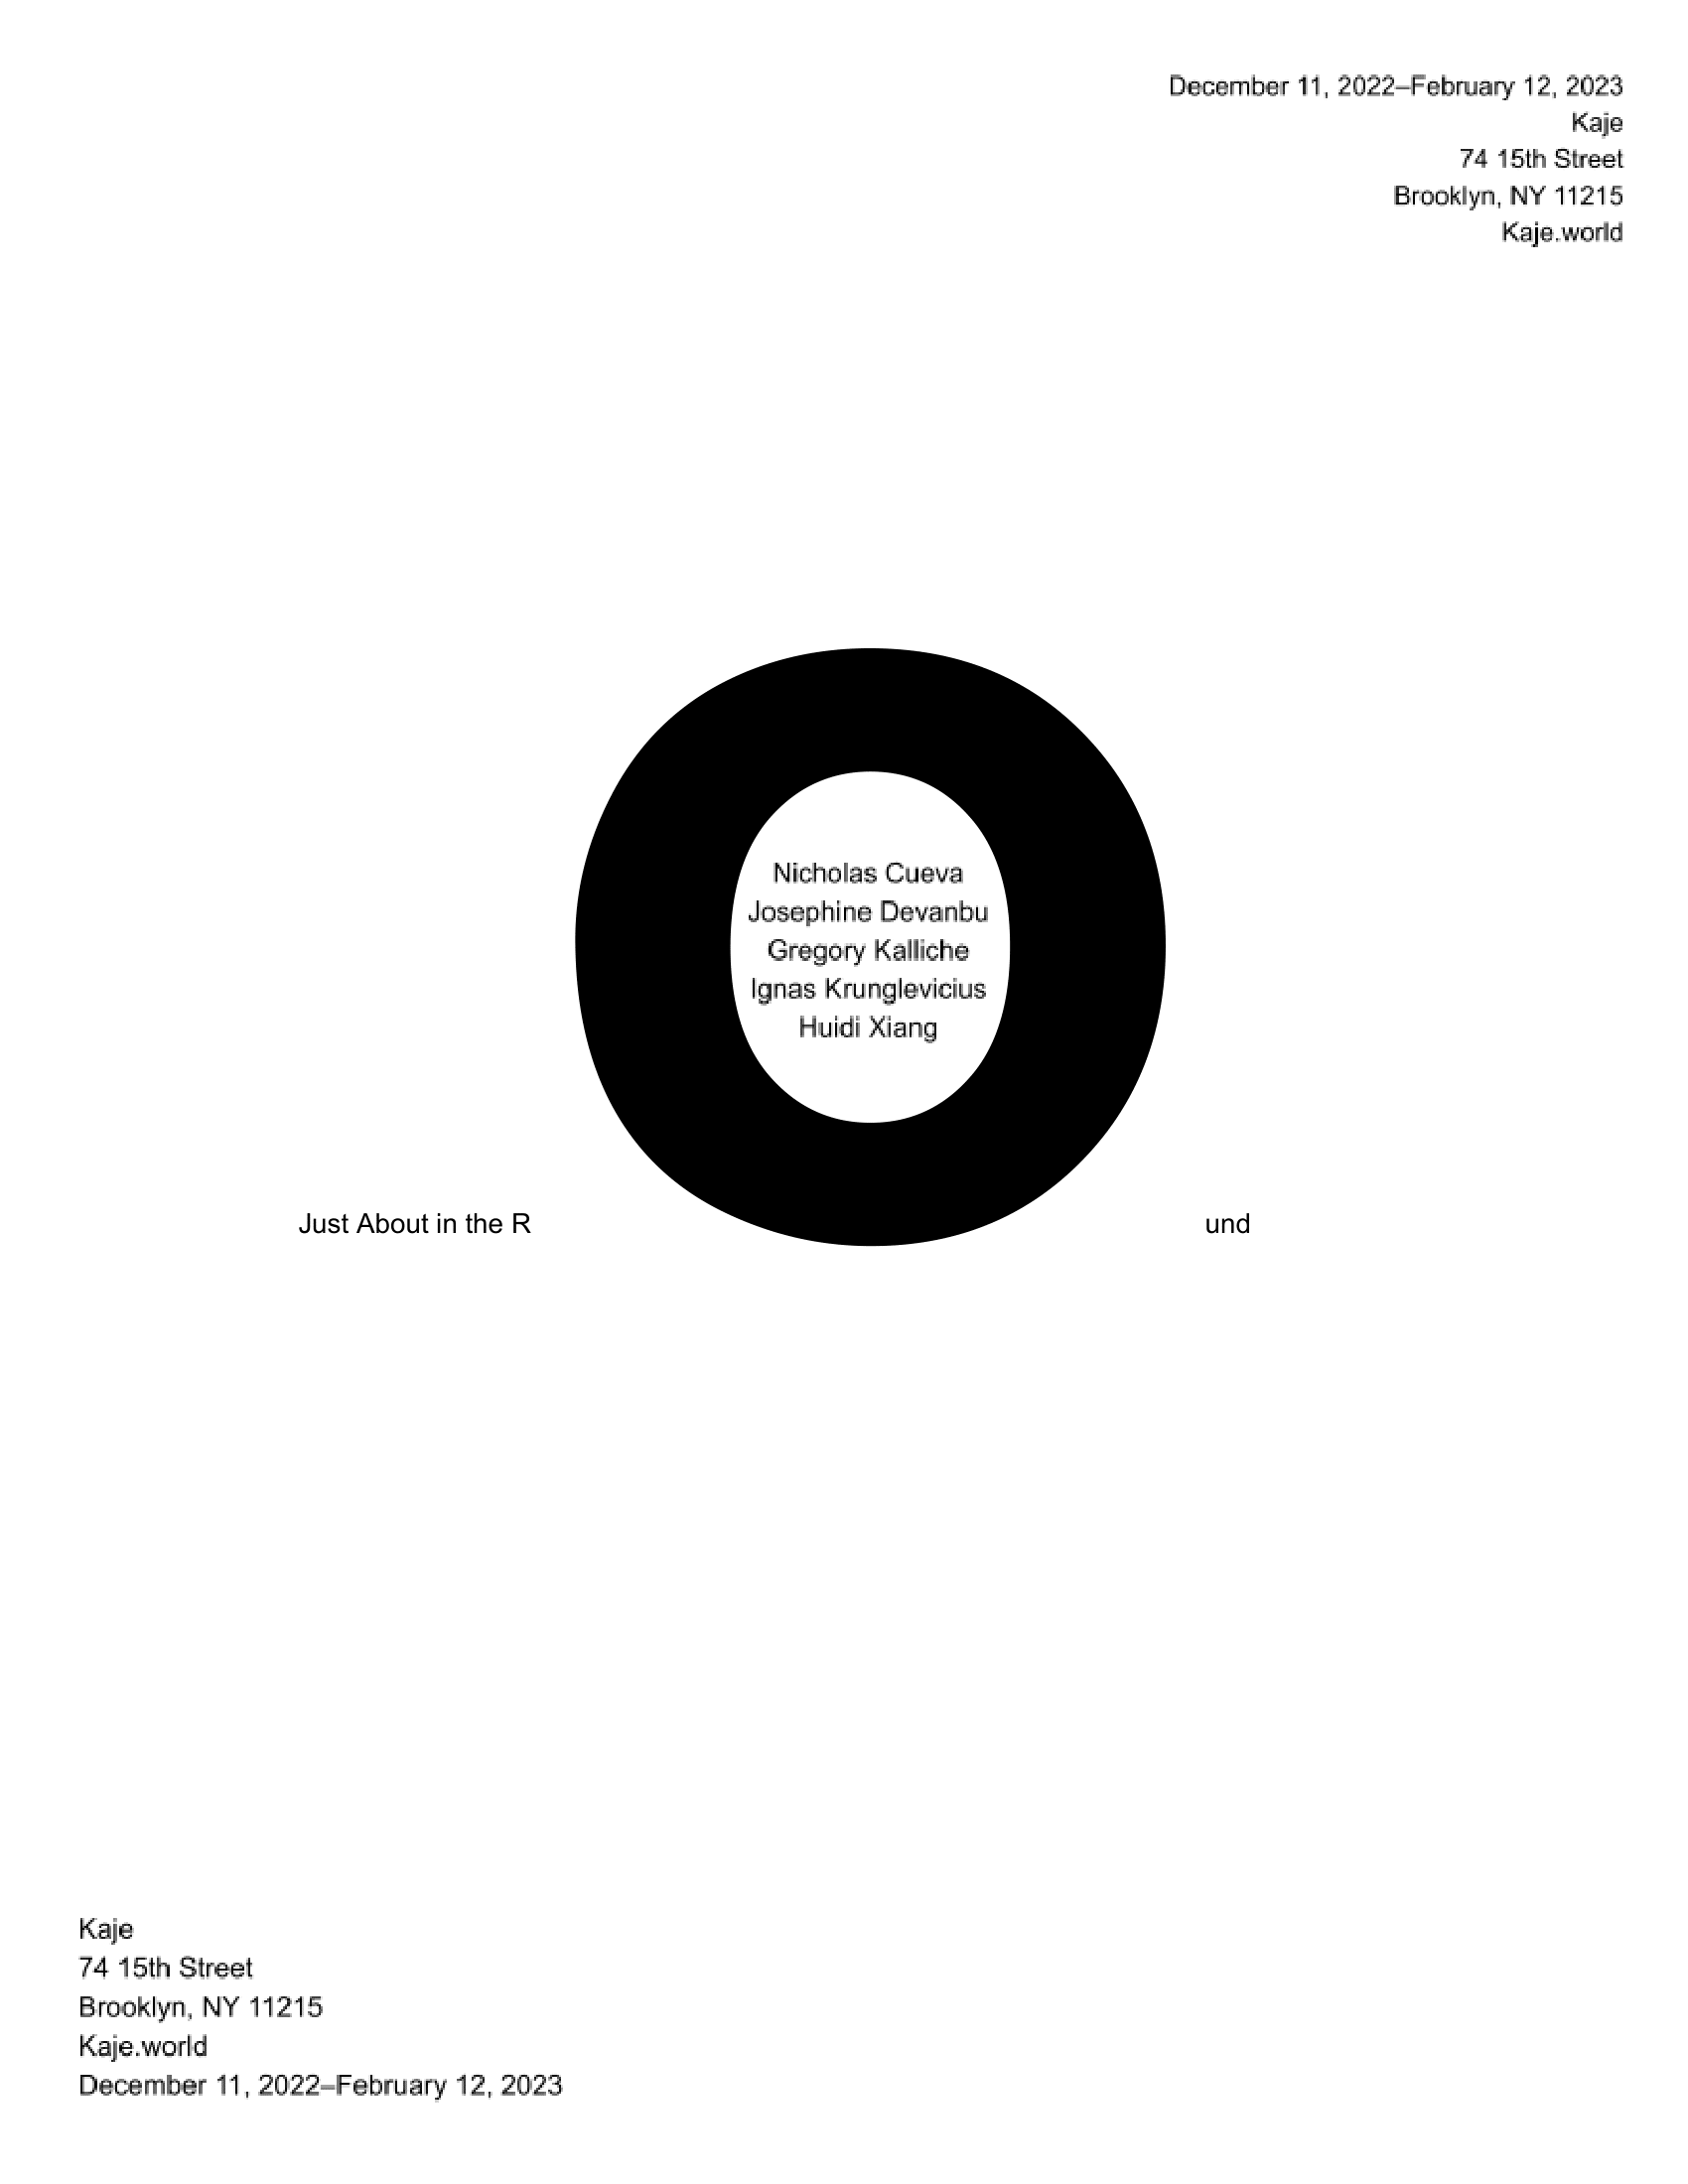 December 11, 2022–February 12, 2023
Kaje
74 15th Street
Brooklyn, NY 11215
Kaje.world
Nicholas Cueva
Josephine Devanbu
Gregory Kalliche
Ignas Krunglevicius
Huidi Xiang
Just About in the R O und
Kaje
74 15th Street
Brooklyn, NY 11215
Kaje.world
December 11, 2022–February 12, 2023